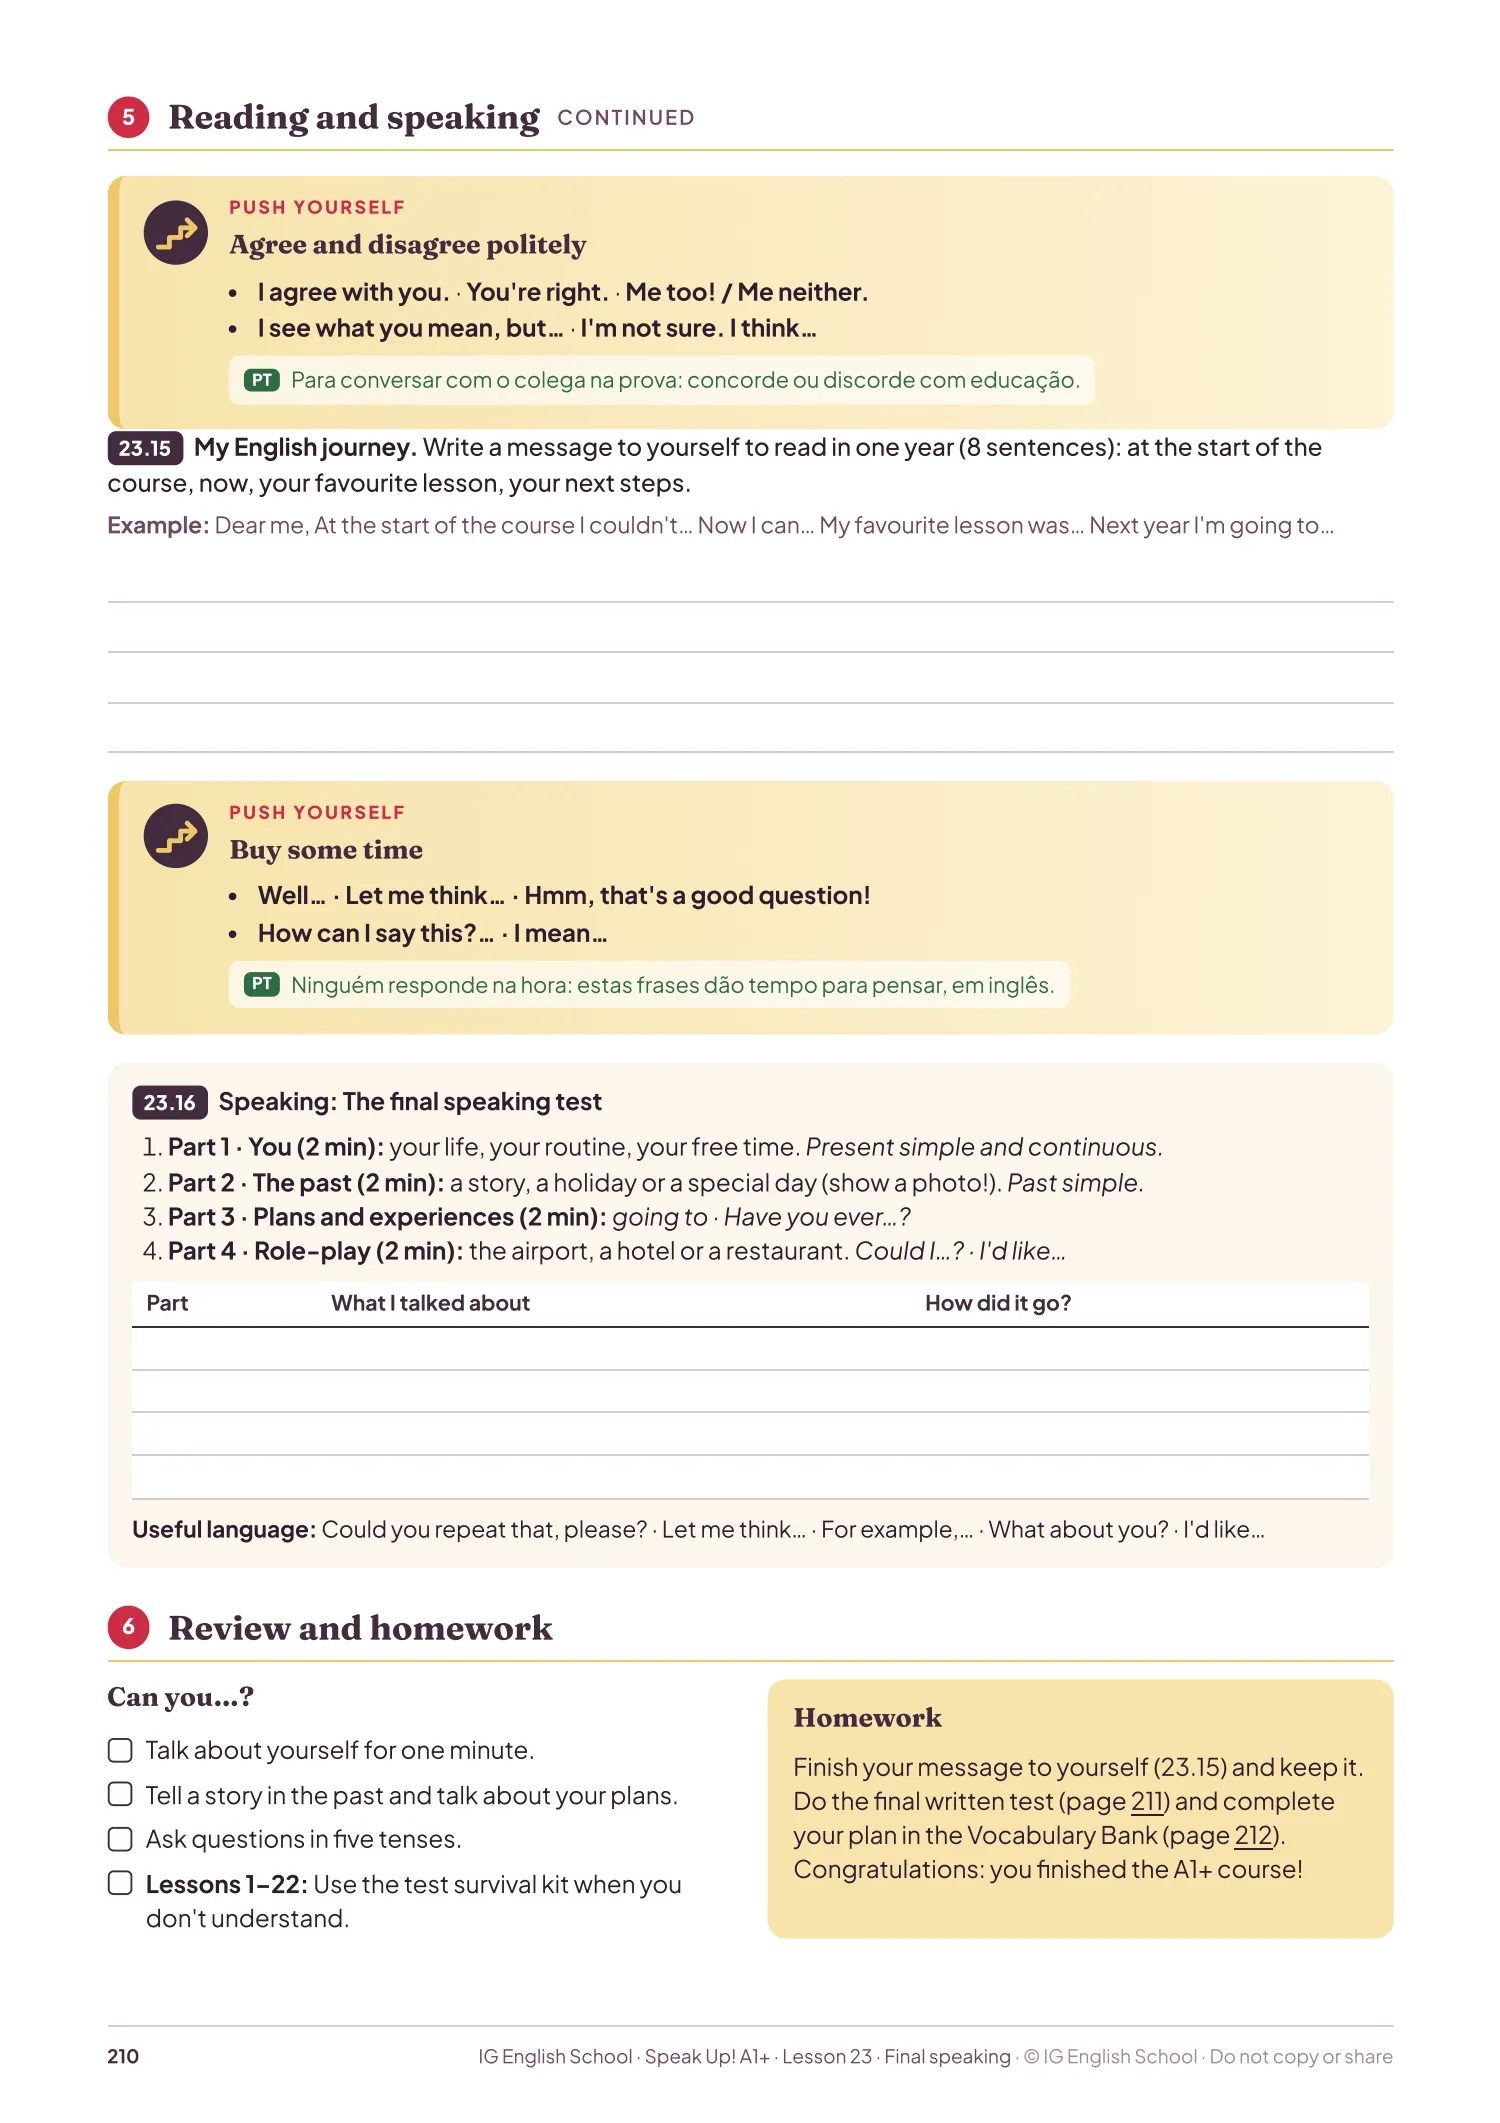 5 Reading and speaking CONTINUED
PUSH YOURSELF
Agree and disagree politely
• I agree with you. · You're right. · Me too! / Me neither.
• I see what you mean, but… · I'm not sure. I think…
PT Para conversar com o colega na prova: concorde ou discorde com educação.
23.15 My English journey. Write a message to yourself to read in one year (8 sentences): at the start of the
course, now, your favourite lesson, your next steps.
Example: Dear me, At the start of the course I couldn't… Now I can… My favourite lesson was… Next year I'm going to…
PUSH YOURSELF
Buy some time
• Well… · Let me think… · Hmm, that's a good question!
• How can I say this?… · I mean…
PT Ninguém responde na hora: estas frases dão tempo para pensar, em inglês.
23.16 Speaking: The final speaking test
1. Part 1 · You (2 min): your life, your routine, your free time. Present simple and continuous.
2. Part 2 · The past (2 min): a story, a holiday or a special day (show a photo!). Past simple.
3. Part 3 · Plans and experiences (2 min): going to · Have you ever…?
4. Part 4 · Role-play (2 min): the airport, a hotel or a restaurant. Could I…? · I'd like…
Part What I talked about How did it go?
Useful language: Could you repeat that, please? · Let me think… · For example,… · What about you? · I'd like…
6 Review and homework
Can you…?
Talk about yourself for one minute.
Tell a story in the past and talk about your plans.
Ask questions in five tenses.
Lessons 1–22: Use the test survival kit when you
don't understand.
Homework
Finish your message to yourself (23.15) and keep it.
Do the final written test (page 211) and complete
your plan in the Vocabulary Bank (page 212).
Congratulations: you finished the A1+ course!
210 IG English School · Speak Up! A1+ · Lesson 23 · Final speaking · © IG English School · Do not copy or share